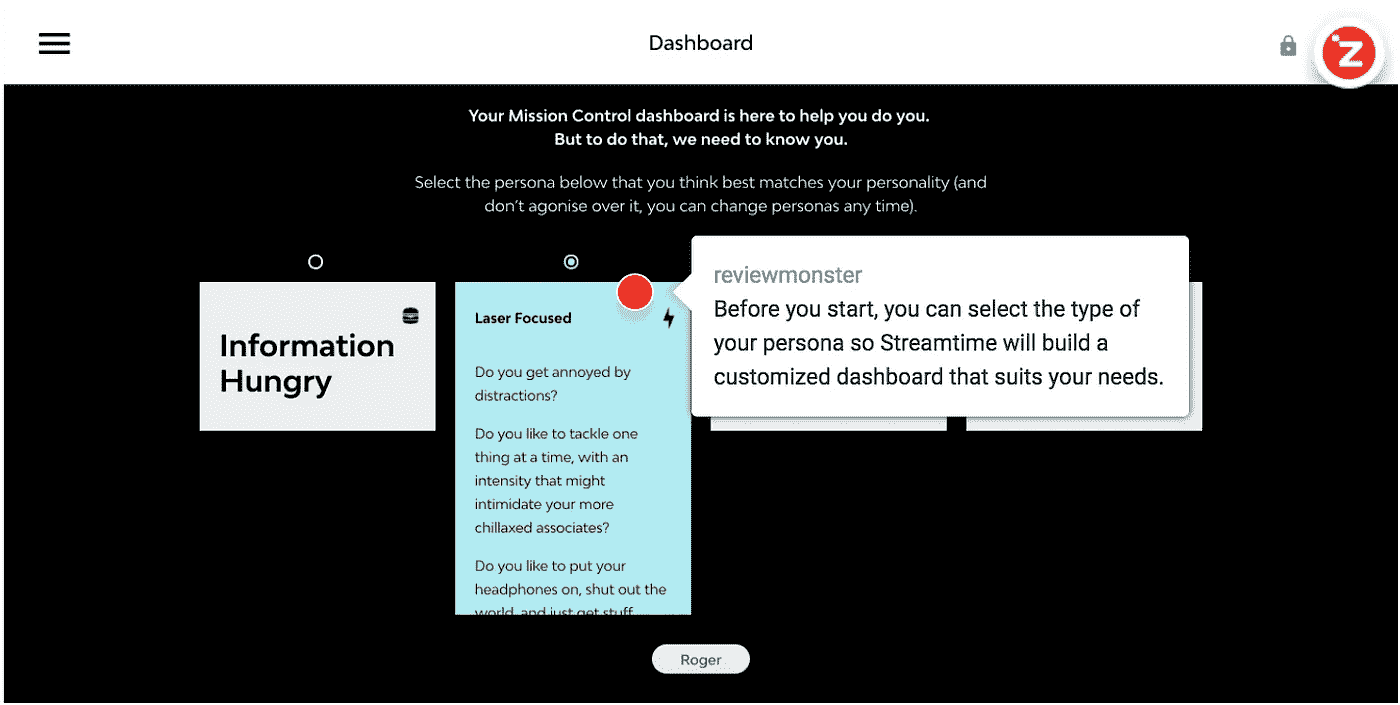 Dashboard
Z
Your Mission Control dashboard is here to help you do you.
But to do that, we need to know you.
Select the persona below that you think best matches your personality (and
don't agonise over it, you can change personas any time).
Information
Hungry
Laser Focused
Do you get annoyed by
distractions?
Do you like to tackle one
thing at a time, with an
intensity that might
intimidate your more
chillaxed associates?
Do you like to put your
headphones on, shut out the
world, and just get stuff
reviewmonster
Before you start, you can select the type of
your persona so Streamtime will build a
customized dashboard that suits your needs.
Roger